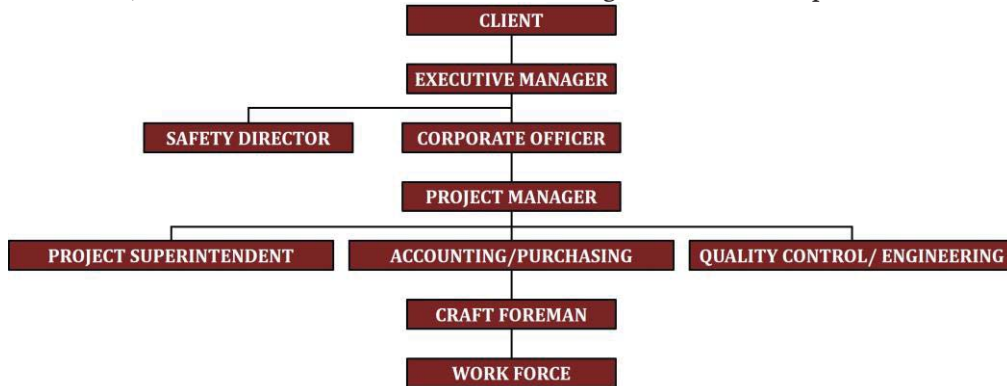 CLIENT
EXECUTIVE MANAGER
SAFETY DIRECTOR
CORPORATE OFFICER
PROJECT MANAGER
PROJECT SUPERINTENDENT
ACCOUNTING/PURCHASING
QUALITY CONTROL/ ENGINEERING
CRAFT FOREMAN
WORK FORCE